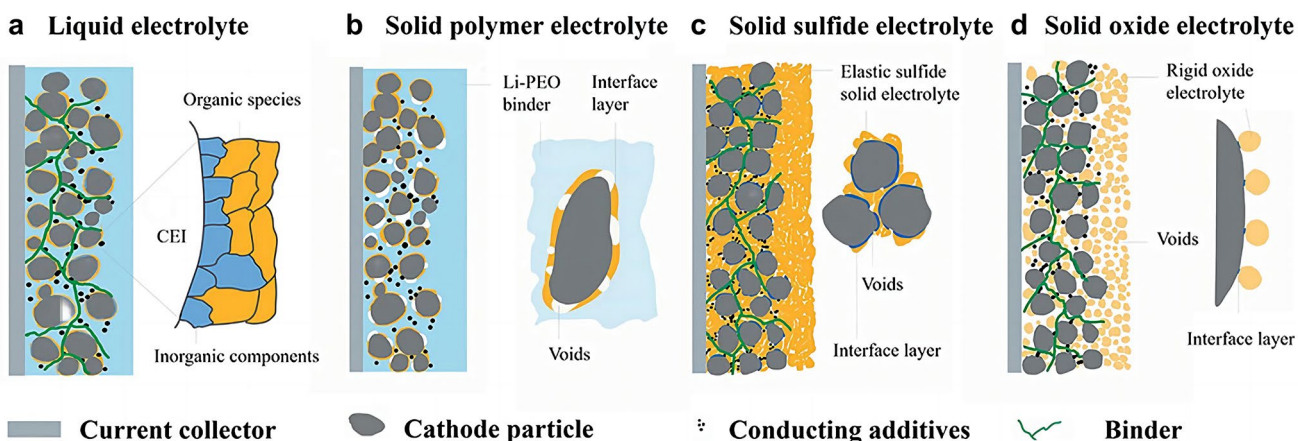 a Liquid electrolyte
Organic species
CEI
Inorganic components
b Solid polymer electrolyte
Li-PEO
binder
Interface
layer
Voids
c Solid sulfide electrolyte
Elastic sulfide
solid electrolyte
Voids
Interface layer
d Solid oxide electrolyte
Rigid oxide
electrolyte
Voids
Interface layer
Current collector
Cathode particle
Conducting additives
Binder